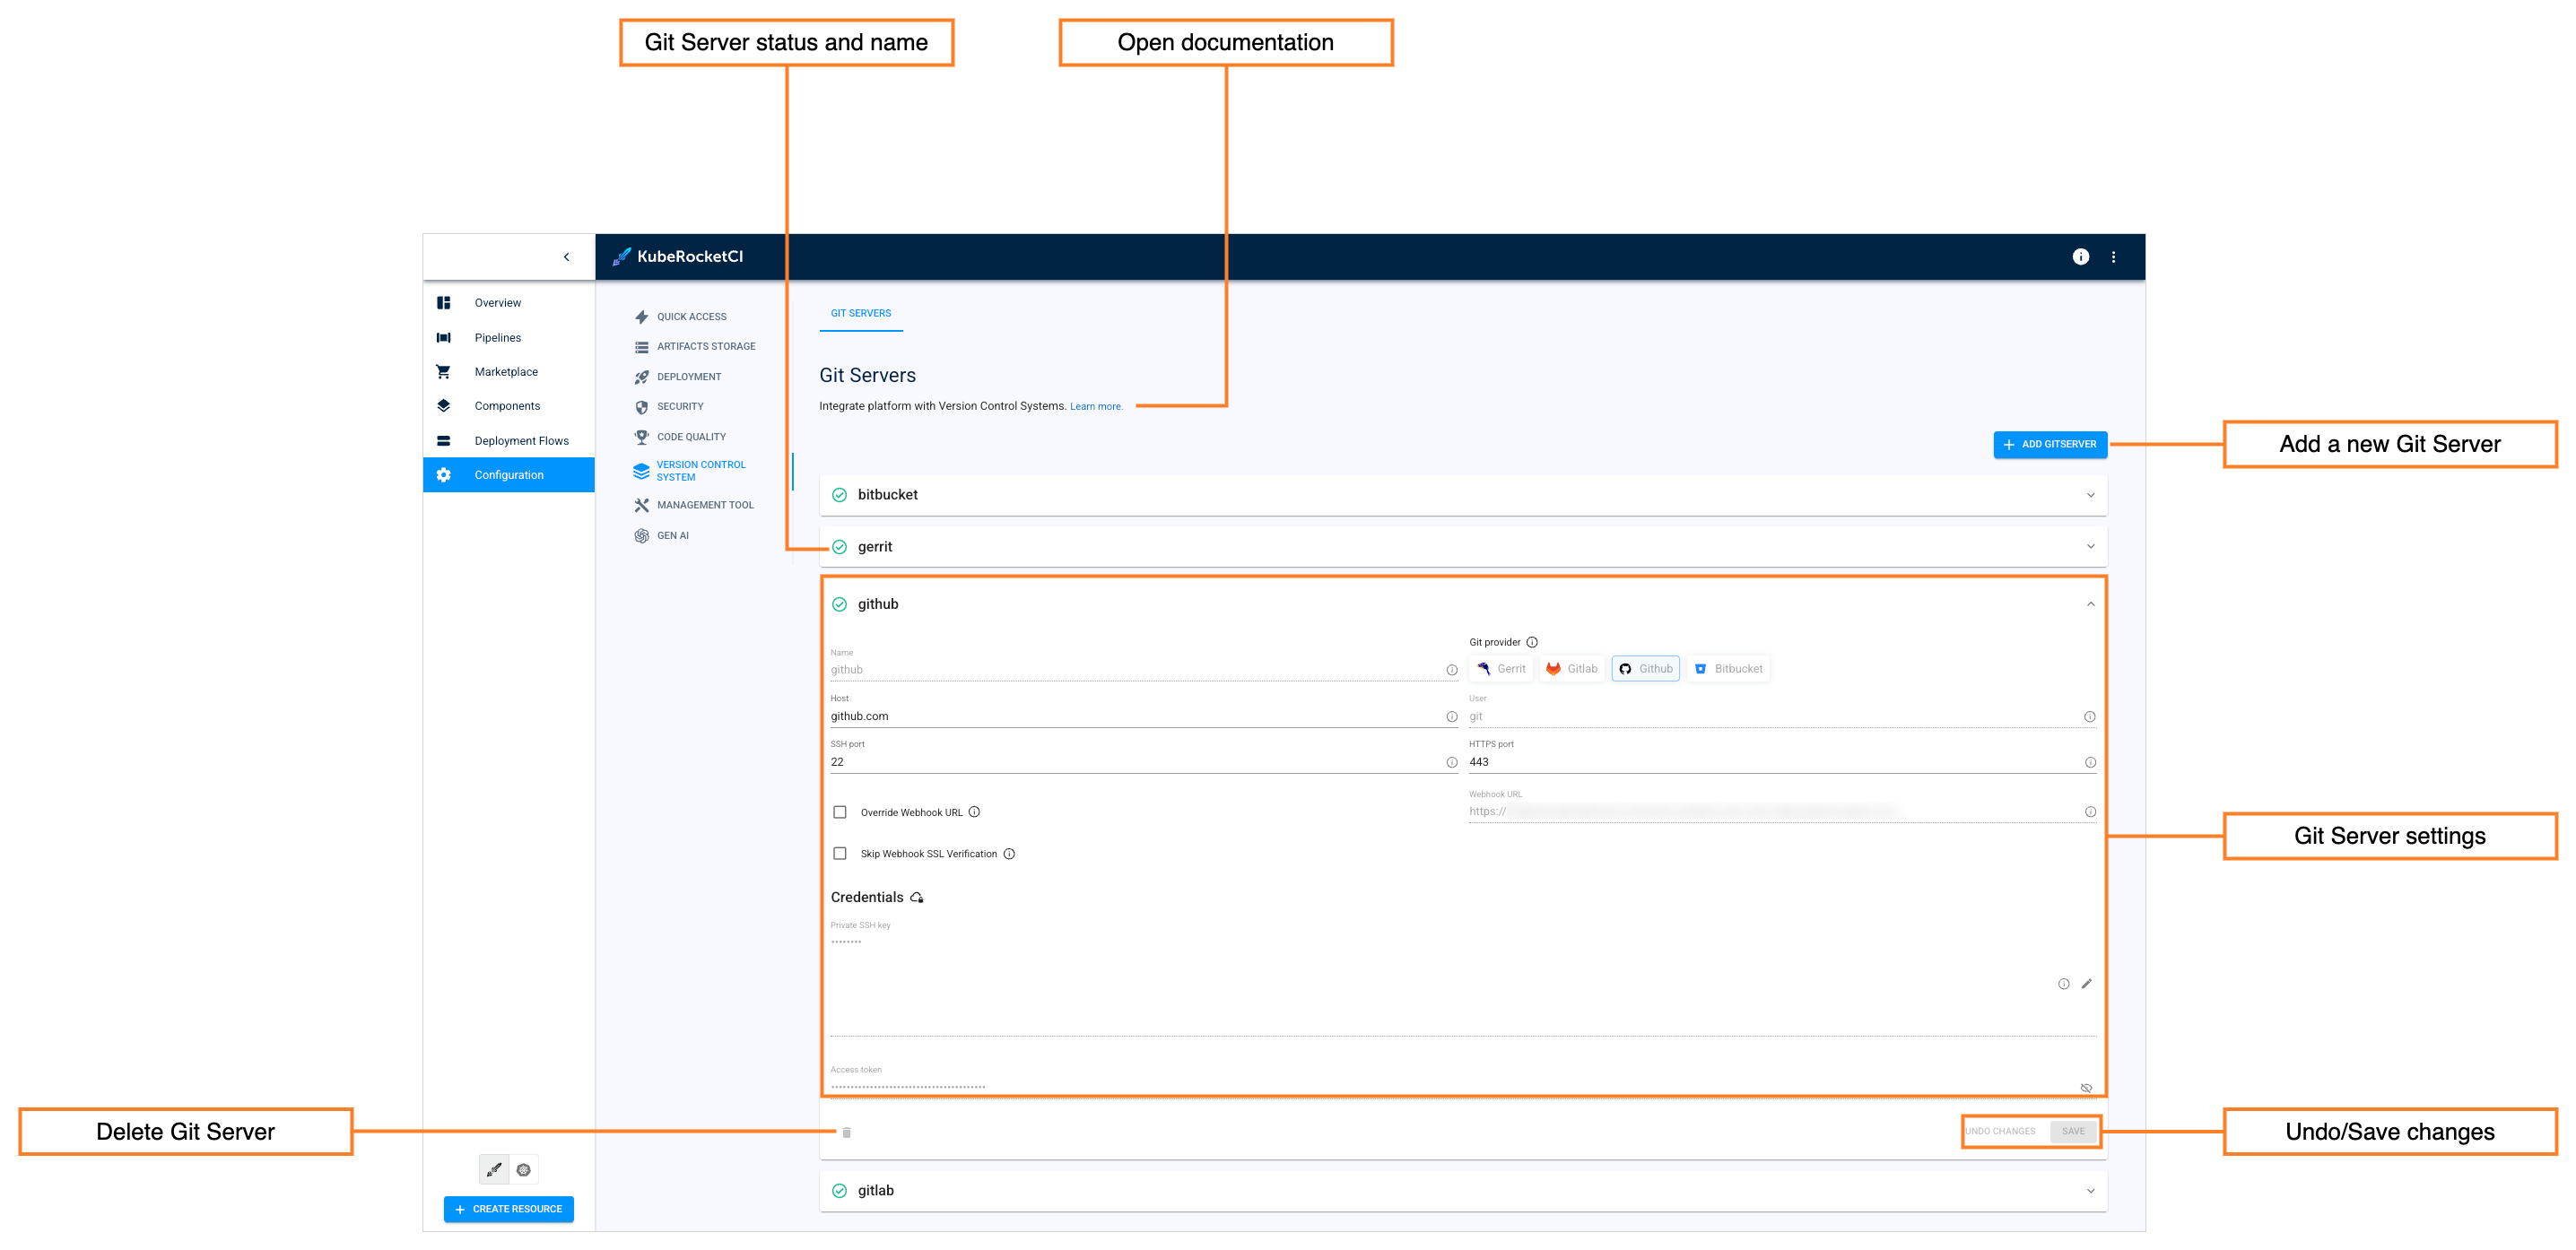 Git Server status and name
Open documentation
KubeRocketCI
Overview
Pipelines
Marketplace
Components
Deployment Flows
Configuration
QUICK ACCESS
ARTIFACTS STORAGE
DEPLOYMENT
SECURITY
CODE QUALITY
VERSION CONTROL
SYSTEM
MANAGEMENT TOOL
GEN AI
GIT SERVERS
Git Servers
Integrate platform with Version Control Systems. Learn more.
+ ADD GITSERVER
Add a new Git Server
bitbucket
gerrit
github
Name
github
Git provider
Gerrit
Gitlab
Github
Bitbucket
Host
github.com
User
git
SSH port
22
HTTPS port
443
Override Webhook URL
Webhook URL
https://
Git Server settings
Skip Webhook SSL Verification
Credentials
Private SSH key
••••••••
Access token
••••••••••••••••••••••••••••••••••••••••
Delete Git Server
UNDO CHANGES
SAVE
Undo/Save changes
gitlab
+ CREATE RESOURCE